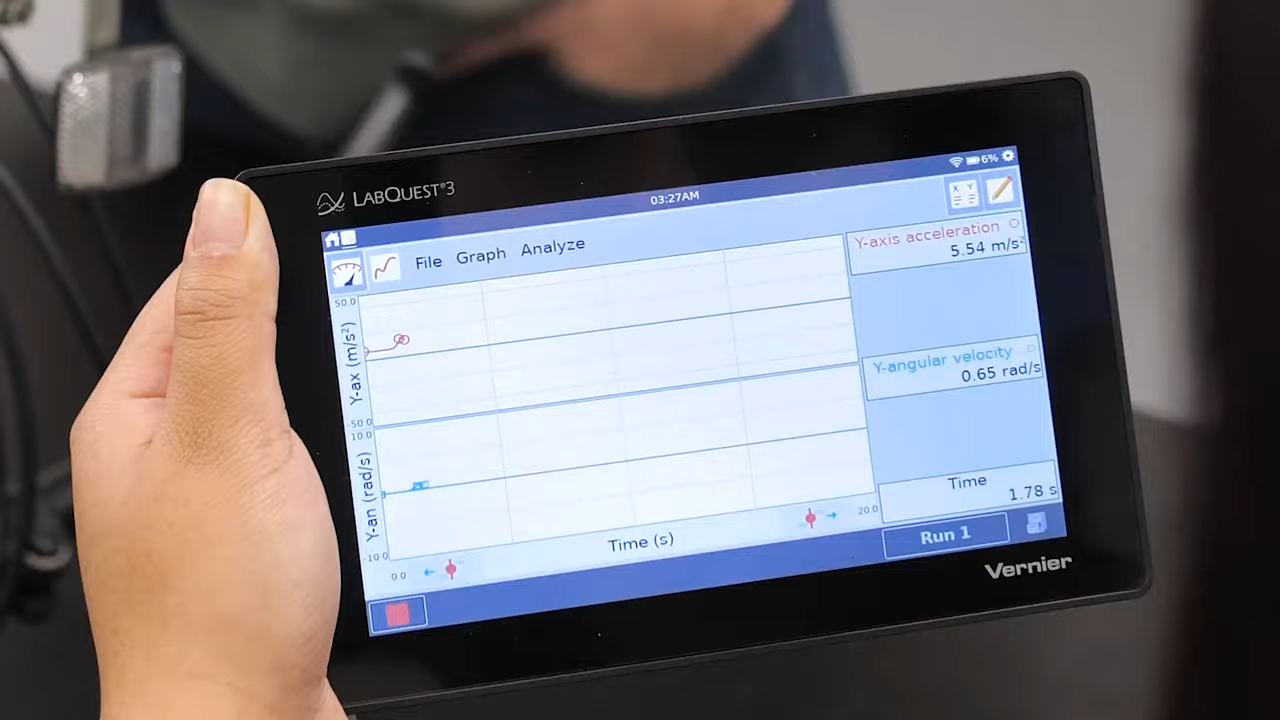 LABQUEST®3
03:27AM
6%
File Graph Analyze
X Y
Y-axis acceleration
5.54 m/s²
Y-angular velocity
0.65 rad/s
Time
1.78 s
Run 1
50.0
Y-ax (m/s²)
-50.0
10.0
Y-an (rad/s)
-10.0
0.0
Time (s)
20.0
Vernier